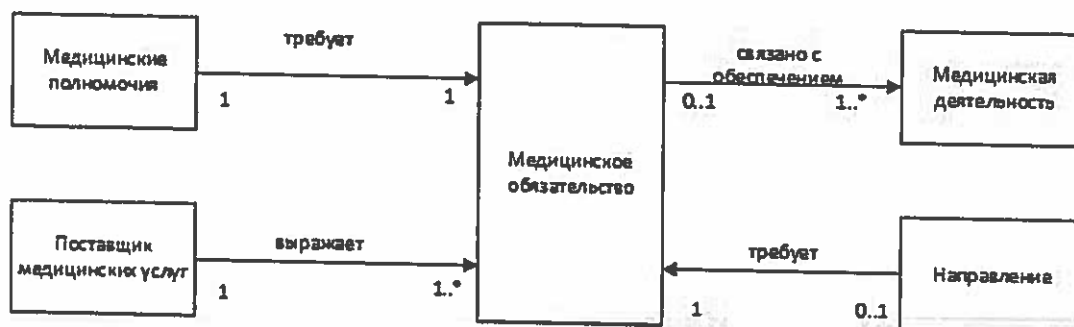 Медицинские
полномочия
требует
1
1
Медицинское
обязательство
связано с
обеспечением
0..1
1..*
Медицинская
деятельность
Поставщик
медицинских услуг
выражает
1
1..*
требует
1
0..1
Направление